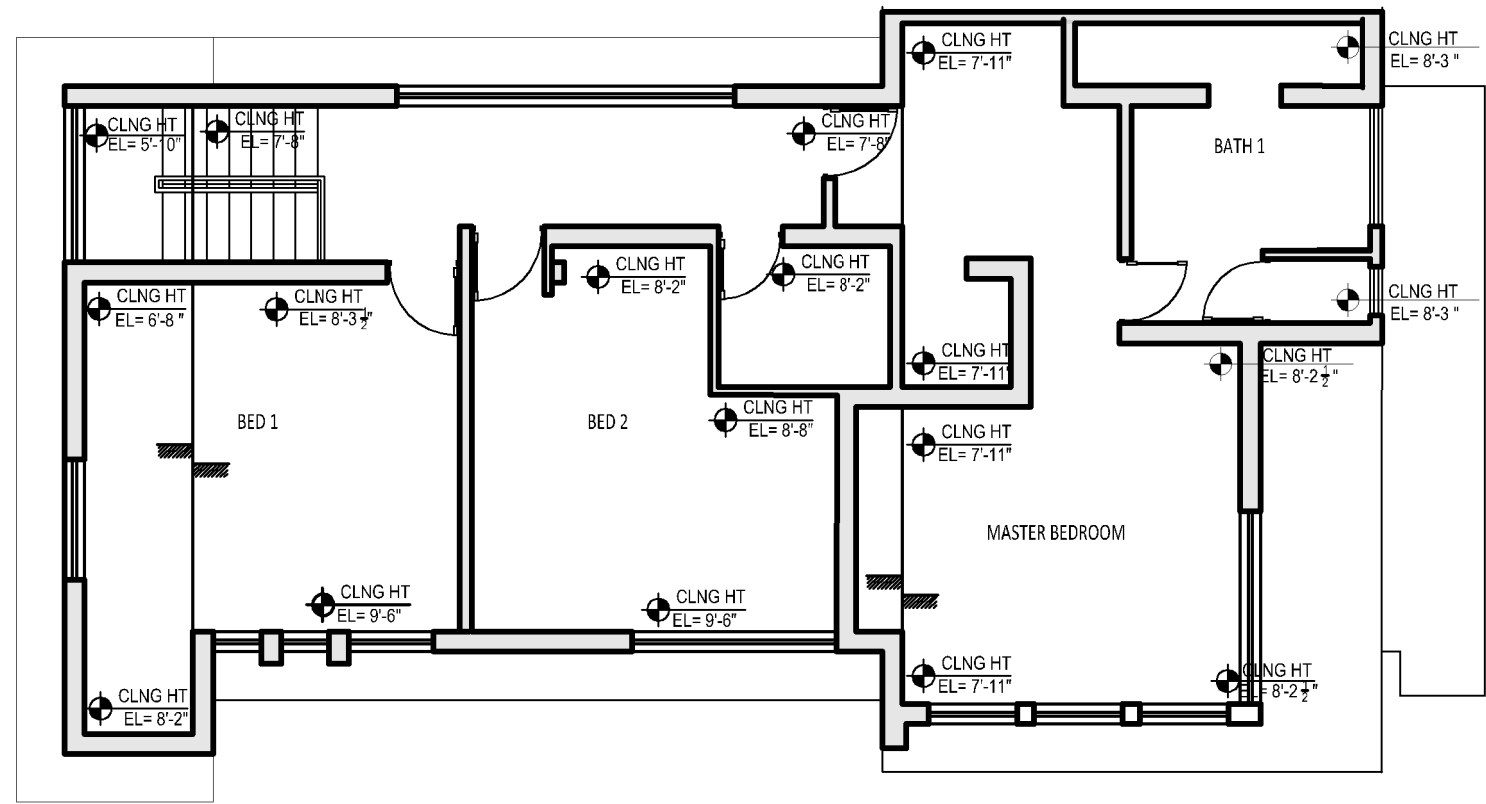 CLNG HT
EL= 7'-11"
CLNG HT
EL= 8'-3 "
CLNG HT
EL= 5'-10"
CLNG HT
EL= 7'-8"
CLNG HT
EL= 7'-8"
BATH 1
CLNG HT
EL= 6'-8 "
CLNG HT
EL= 8'-3 1/2"
CLNG HT
EL= 8'-2"
CLNG HT
EL= 8'-2"
CLNG HT
EL= 8'-3 "
CLNG HT
EL= 7'-11"
CLNG HT
EL= 8'-2 1/2"
BED 1
BED 2
CLNG HT
EL= 8'-8"
CLNG HT
EL= 7'-11"
MASTER BEDROOM
CLNG HT
EL= 9'-6"
CLNG HT
EL= 9'-6"
CLNG HT
EL= 8'-2"
CLNG HT
EL= 7'-11"
CLNG HT
EL= 8'-2 1/2"